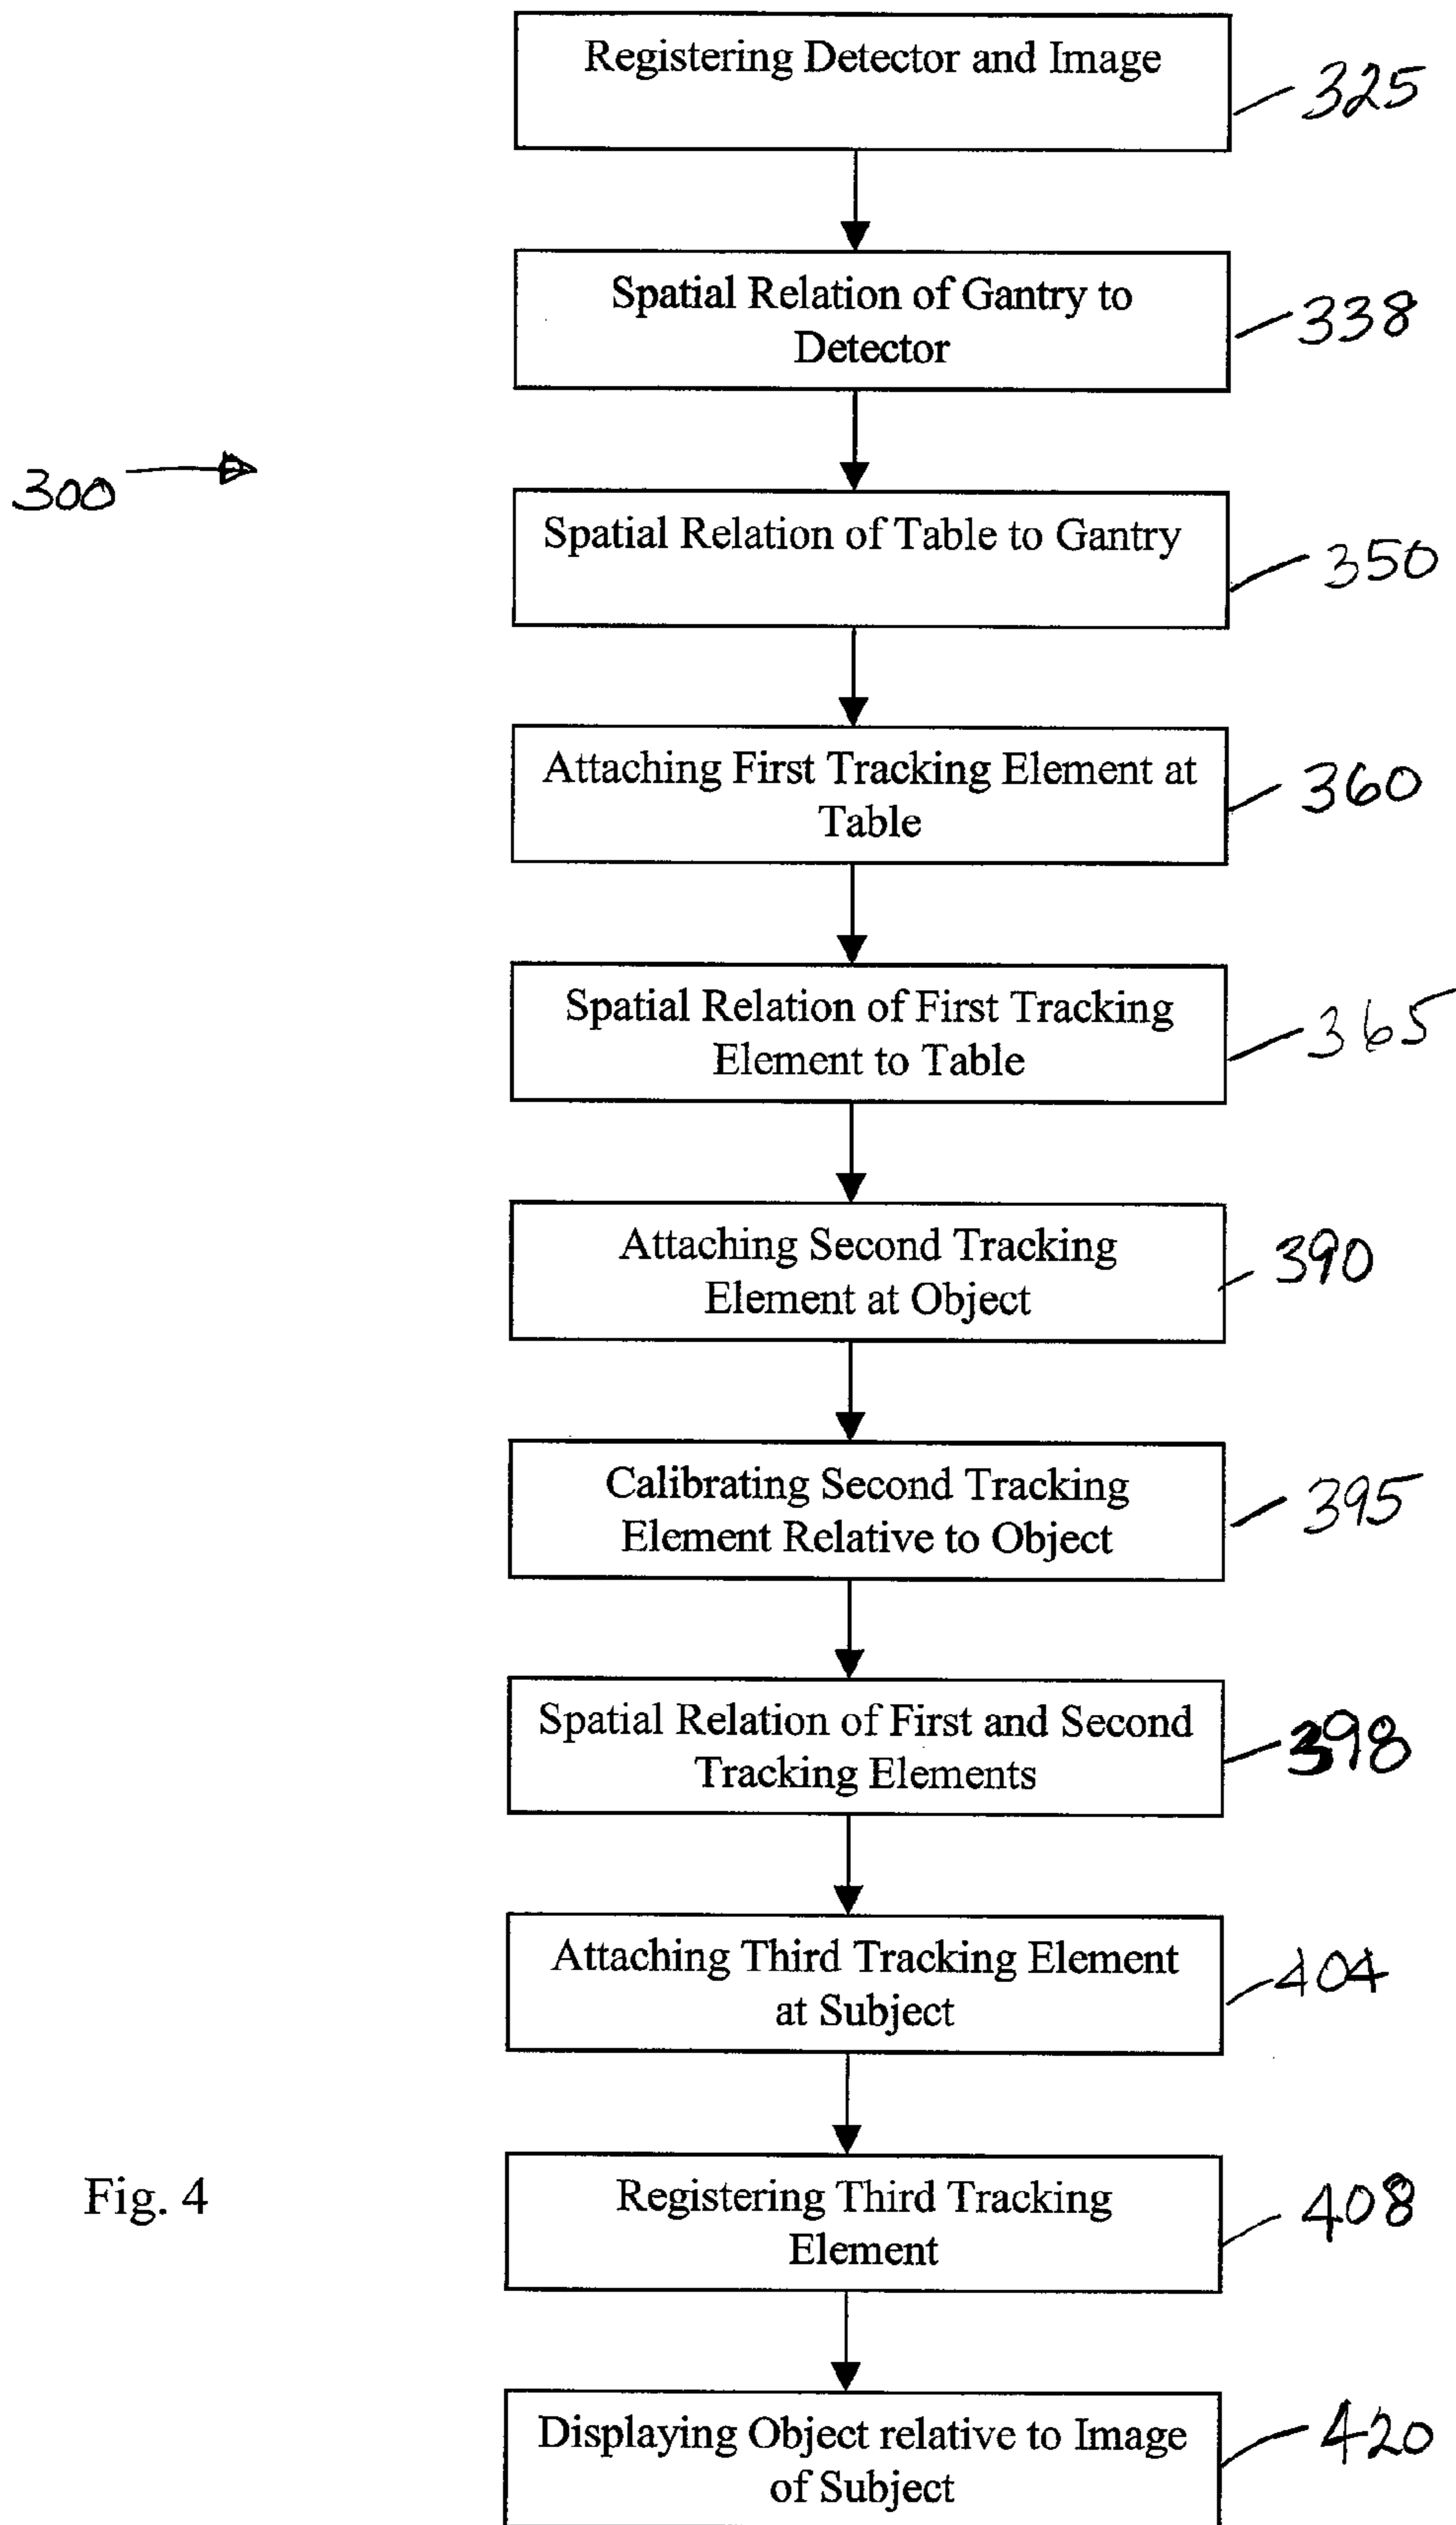 Registering Detector and Image
325
Spatial Relation of Gantry to
Detector
338
300
Spatial Relation of Table to Gantry
350
Attaching First Tracking Element at
Table
360
Spatial Relation of First Tracking
Element to Table
365
Attaching Second Tracking
Element at Object
390
Calibrating Second Tracking
Element Relative to Object
395
Spatial Relation of First and Second
Tracking Elements
398
Attaching Third Tracking Element
at Subject
404
Fig. 4
Registering Third Tracking
Element
408
Displaying Object relative to Image
of Subject
420